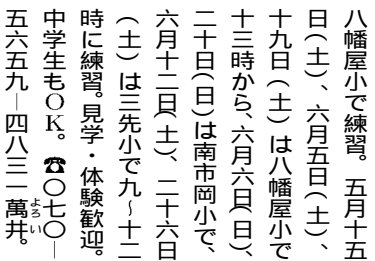 八幡屋小で練習。五月十五
日（土）、六月五日（土）、
十九日（土）は八幡屋小で
十三時から、六月六日（日）、
二十日（日）は南市岡小で、
六月十二日（土）、二十六日
（土）は三先小で九～十二
時に練習。見学・体験歓迎。
中学生もＯＫ。☎〇七〇―
五六五九―四八三一萬井。
よろい